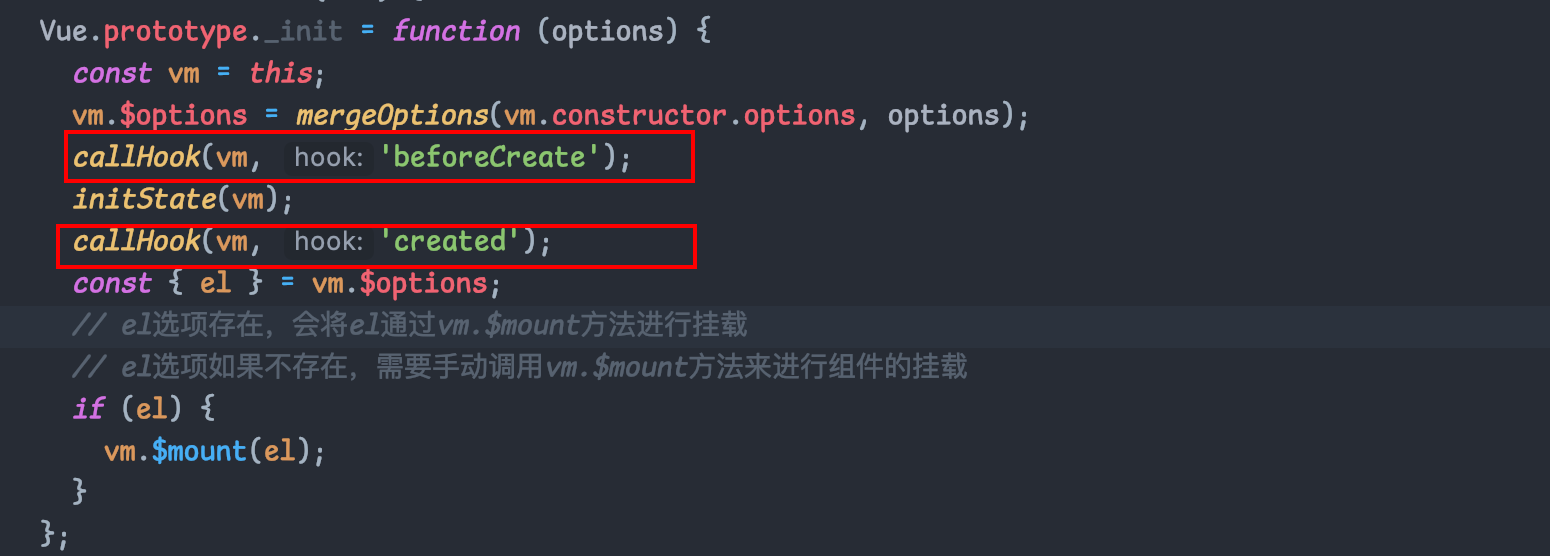 Vue.prototype._init = function (options) {
const vm = this;
vm.$options = mergeOptions(vm.constructor.options, options);
callHook(vm, hook: 'beforeCreate');
initState(vm);
callHook(vm, hook: 'created');
const { el } = vm.$options;
// el选项存在，会将el通过vm.$mount方法进行挂载
// el选项如果不存在，需要手动调用vm.$mount方法来进行组件的挂载
if (el) {
vm.$mount(el);
}
};